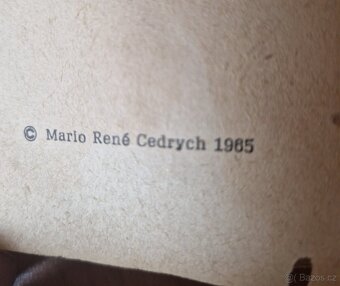 © Mario René Cedrych 1965
Bazos.cz